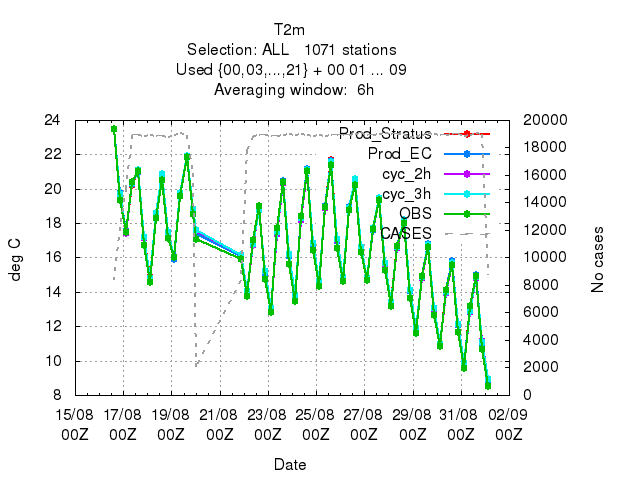 T2m
Selection: ALL   1071 stations
Used {00,03,...,21} + 00 01 ... 09
Averaging window:  6h
24
22
20
18
16
14
12
10
8
deg C
20000
18000
16000
14000
12000
10000
8000
6000
4000
2000
0
No cases
Prod_Stratus
Prod_EC
cyc_2h
cyc_3h
OBS
CASES
15/08 17/08 19/08 21/08 23/08 25/08 27/08 29/08 31/08 02/09
00Z 00Z 00Z 00Z 00Z 00Z 00Z 00Z 00Z 00Z
Date